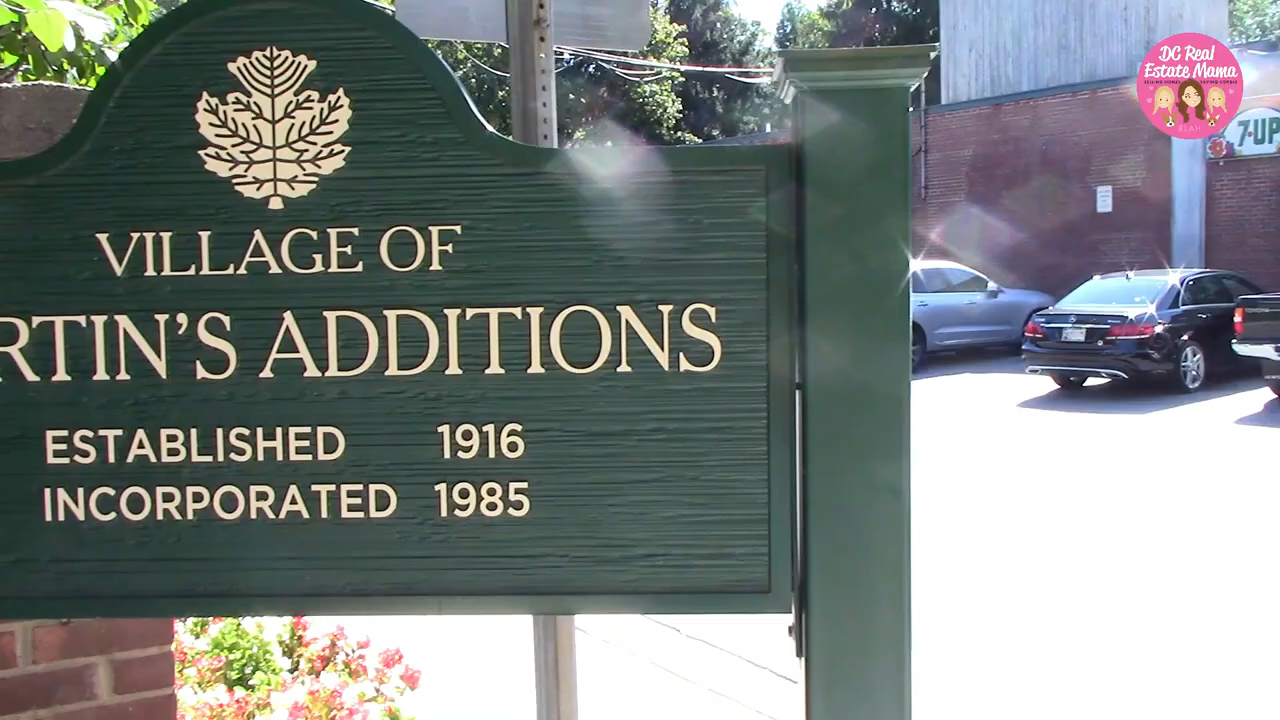 DC Real
Estate Mama
7-UP
VILLAGE OF
RTIN'S ADDITIONS
ESTABLISHED 1916
INCORPORATED 1985